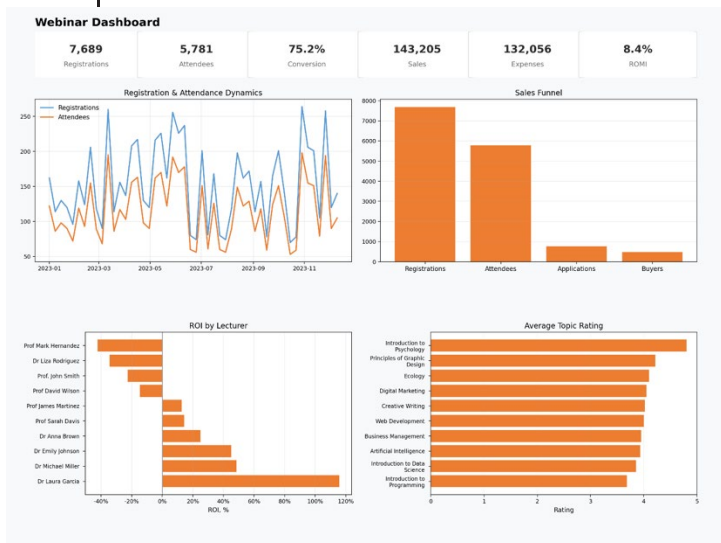 Webinar Dashboard
7,689 5,781 75.2% 143,205 132,056 8.4%
Registrations Attendees Conversion Sales Expenses ROMI
Registration & Attendance Dynamics
Registrations
Attendees
250
200
150
100
50
2023-01 2023-03 2023-05 2023-07 2023-09 2023-11
Sales Funnel
8000
7000
6000
5000
4000
3000
2000
1000
0
Registrations Attendees Applications Buyers
ROI by Lecturer
Prof Mark Hernandez
Dr Liza Rodriguez
Prof. John Smith
Prof David Wilson
Prof James Martinez
Prof Sarah Davis
Dr Anna Brown
Dr Emily Johnson
Dr Michael Miller
Dr Laura Garcia
-40% -20% 0% 20% 40% 60% 80% 100% 120%
ROI, %
Average Topic Rating
Introduction to
Psychology
Principles of Graphic
Design
Ecology
Digital Marketing
Creative Writing
Web Development
Business Management
Artificial Intelligence
Introduction to Data
Science
Introduction to
Programming
0 1 2 3 4 5
Rating